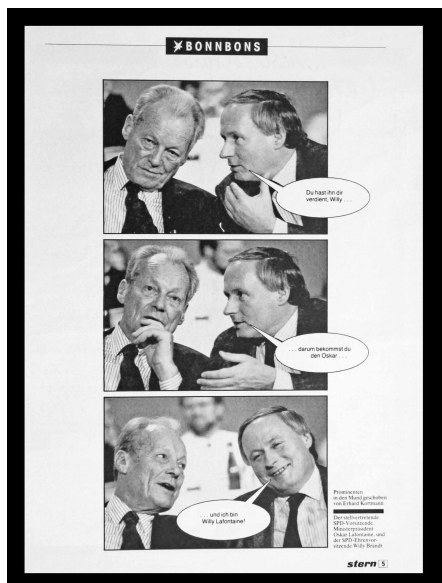 BONNBONS
Du hast ihn dir
verdient, Willy . . .
. . . darum bekommst du
den Oskar . . .
. . . und ich bin
Willy Lafontaine!
Prominenten
in den Mund geschoben
von Erhard Kortmann
Der stellvertretende
SPD-Vorsitzende,
Ministerpräsident
Oskar Lafontaine, und
der SPD-Ehrenvor-
sitzende Willy Brandt
stern 5